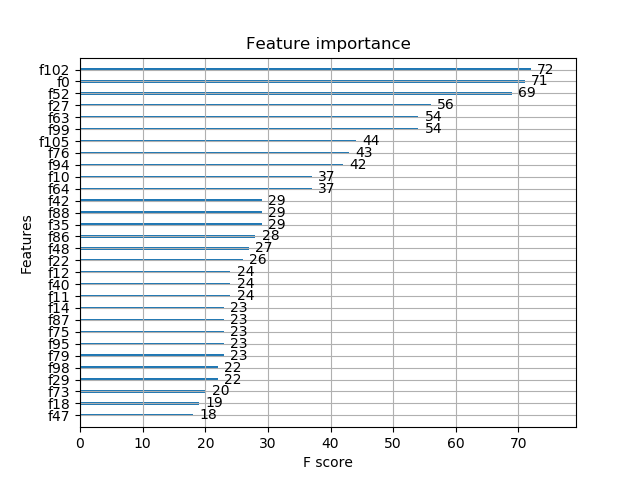 Feature importance
f102 72
f0 71
f52 69
f27 56
f63 54
f99 54
f105 44
f76 43
f94 42
f10 37
f64 37
f42 29
f88 29
f35 29
f86 28
f48 27
f22 26
f12 24
f40 24
f11 24
f14 23
f87 23
f75 23
f95 23
f79 23
f98 22
f29 22
f73 20
f18 19
f47 18
Features
0 10 20 30 40 50 60 70
F score